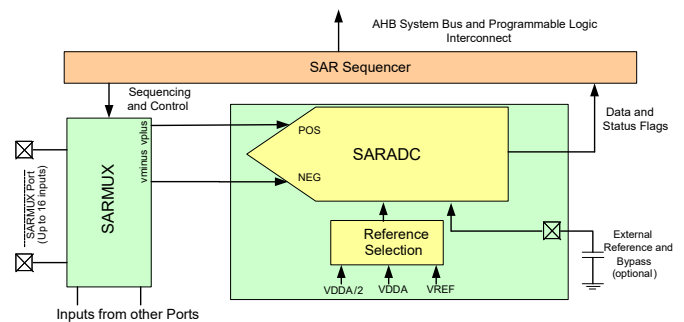 AHB System Bus and Programmable Logic
Interconnect
SAR Sequencer
Sequencing
and Control
Data and
Status Flags
vminus vplus
POS
SARADC
NEG
SARMUX
SARMUX Port
(Up to 16 inputs)
Reference
Selection
External
Reference and
Bypass
(optional)
VDDA/2
VDDA
VREF
Inputs from other Ports